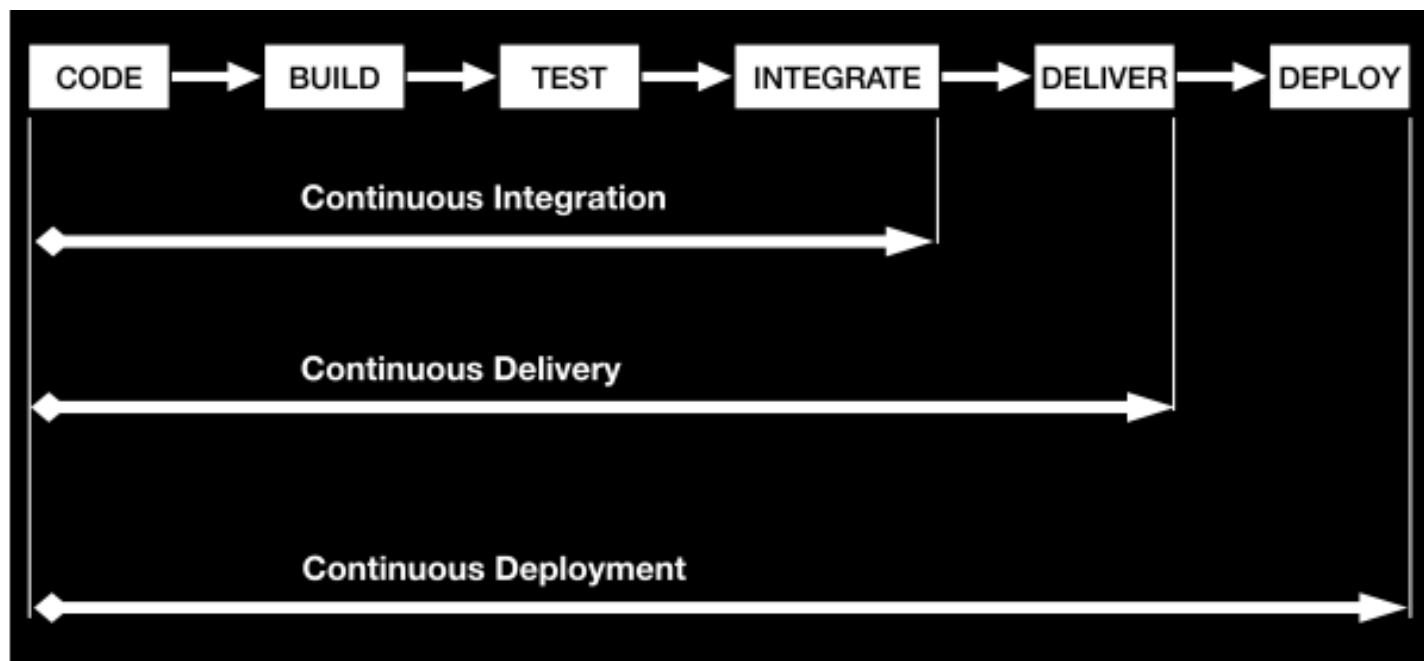 CODE BUILD TEST INTEGRATE DELIVER DEPLOY
Continuous Integration
Continuous Delivery
Continuous Deployment